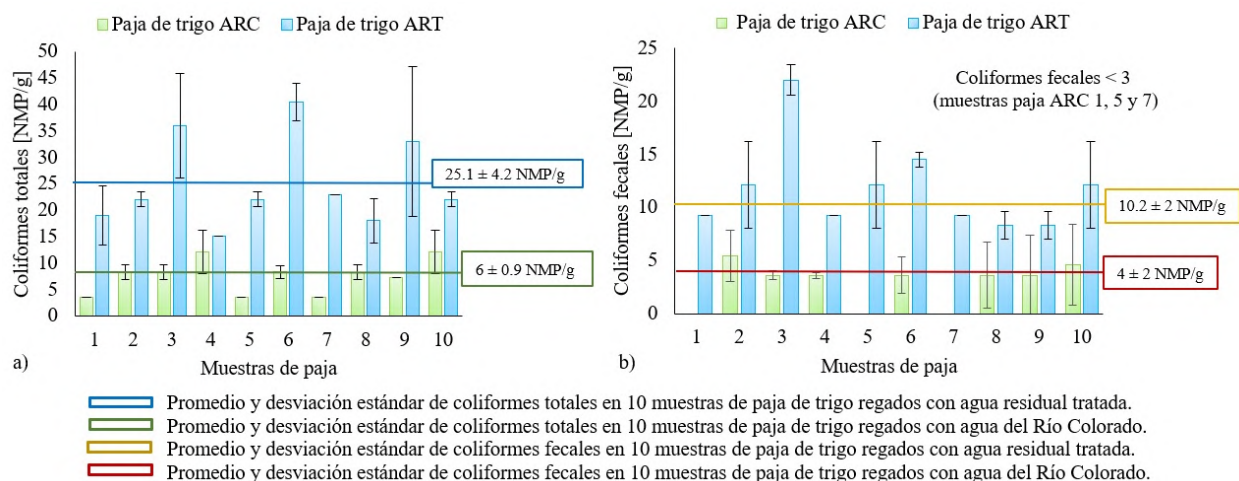 Paja de trigo ARC Paja de trigo ART
Coliformes totales [NMP/g]
50
45
40
35
30
25
20
15
10
5
0
25.1 ± 4.2 NMP/g
6 ± 0.9 NMP/g
1 2 3 4 5 6 7 8 9 10
a)
Muestras de paja
Paja de trigo ARC Paja de trigo ART
Coliformes fecales [NMP/g]
25
20
15
10
5
0
Coliformes fecales < 3
(muestras paja ARC 1, 5 y 7)
10.2 ± 2 NMP/g
4 ± 2 NMP/g
1 2 3 4 5 6 7 8 9 10
b)
Muestras de paja
Promedio y desviación estándar de coliformes totales en 10 muestras de paja de trigo regados con agua residual tratada.
Promedio y desviación estándar de coliformes totales en 10 muestras de paja de trigo regados con agua del Río Colorado.
Promedio y desviación estándar de coliformes fecales en 10 muestras de paja de trigo regados con agua residual tratada.
Promedio y desviación estándar de coliformes fecales en 10 muestras de paja de trigo regados con agua del Río Colorado.